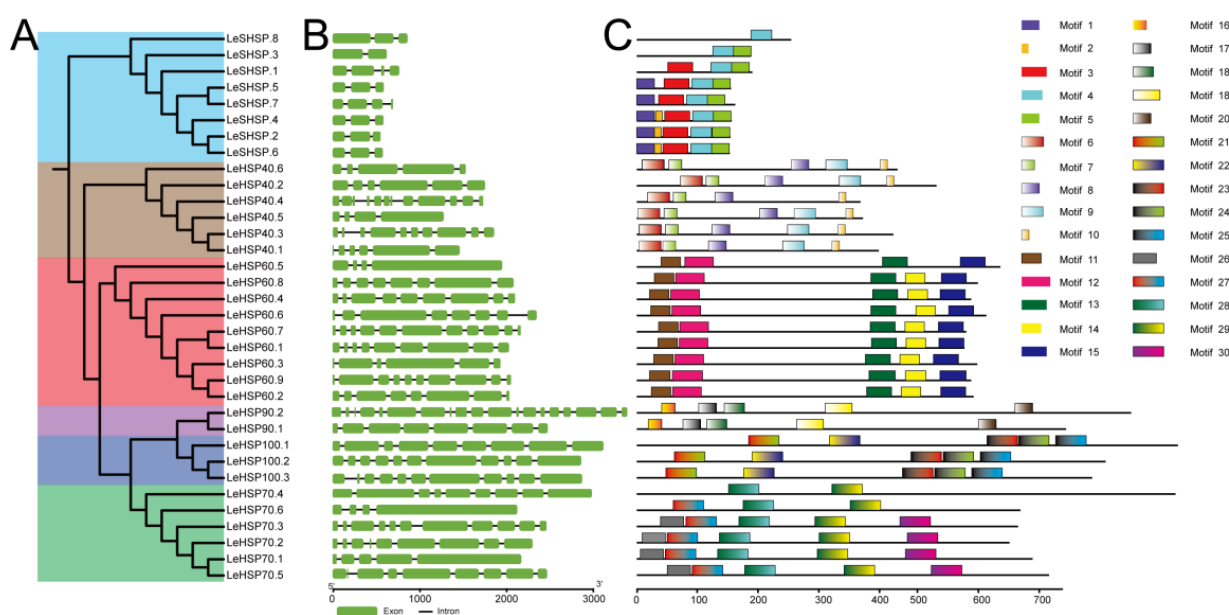 A
B
C
LeSHSP.8
LeSHSP.3
LeSHSP.1
LeSHSP.5
LeSHSP.7
LeSHSP.4
LeSHSP.2
LeSHSP.6
LeHSP40.6
LeHSP40.2
LeHSP40.4
LeHSP40.5
LeHSP40.3
LeHSP40.1
LeHSP60.5
LeHSP60.8
LeHSP60.4
LeHSP60.6
LeHSP60.7
LeHSP60.1
LeHSP60.3
LeHSP60.9
LeHSP60.2
LeHSP90.2
LeHSP90.1
LeHSP100.1
LeHSP100.2
LeHSP100.3
LeHSP70.4
LeHSP70.6
LeHSP70.3
LeHSP70.2
LeHSP70.1
LeHSP70.5
5' 3'
0 1000 2000 3000
Exon Intron
0 100 200 300 400 500 600 700
Motif 1
Motif 2
Motif 3
Motif 4
Motif 5
Motif 6
Motif 7
Motif 8
Motif 9
Motif 10
Motif 11
Motif 12
Motif 13
Motif 14
Motif 15
Motif 16
Motif 17
Motif 18
Motif 18
Motif 20
Motif 21
Motif 22
Motif 23
Motif 24
Motif 25
Motif 26
Motif 27
Motif 28
Motif 29
Motif 30